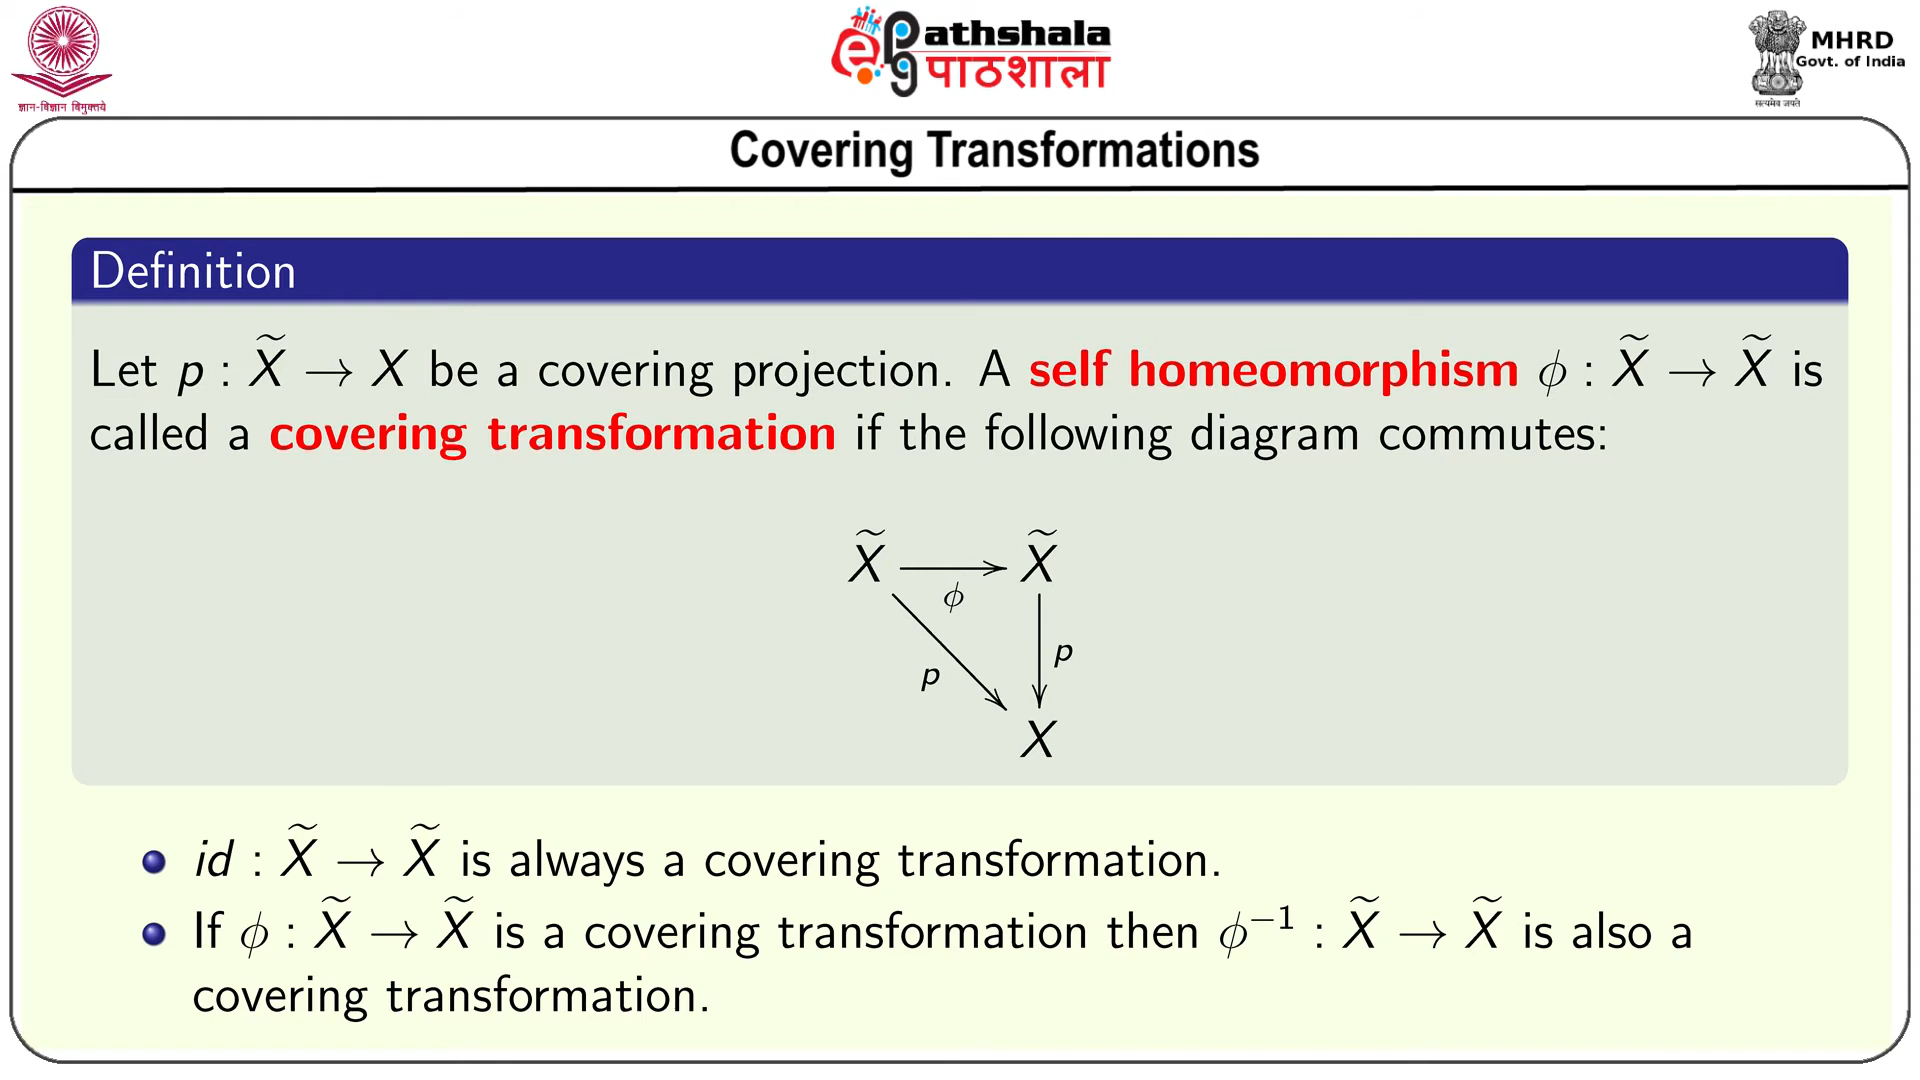 ज्ञान-विज्ञान विमुक्तये
ePG Pathshala
पाठशाला
MHRD
Govt. of India
सत्यमेव जयते
Covering Transformations
Definition
Let p : X̃ → X be a covering projection. A self homeomorphism ϕ : X̃ → X̃ is
called a covering transformation if the following diagram commutes:
X̃ → X̃
ϕ
p
p
X
id : X̃ → X̃ is always a covering transformation.
If ϕ : X̃ → X̃ is a covering transformation then ϕ⁻¹ : X̃ → X̃ is also a
covering transformation.